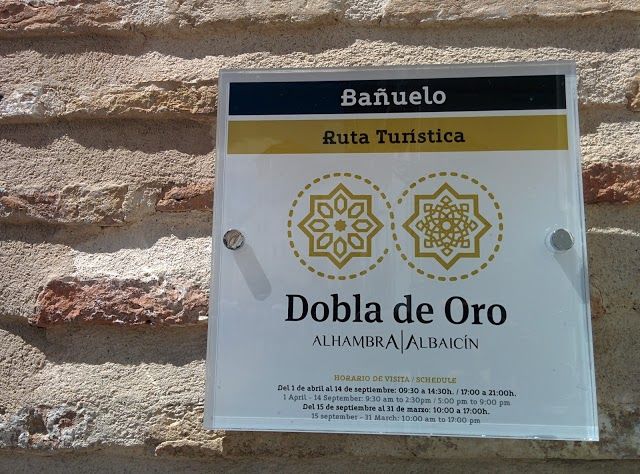 Bañuelo
Ruta Turística
Dobla de Oro
ALHAMBRA|ALBAICÍN
HORARIO DE VISITA / SCHEDULE
Del 1 de abril al 14 de septiembre: 09:30 a 14:30h. / 17:00 a 21:00h.
1 April - 14 September: 9:30 am to 2:30pm / 5:00 pm to 9:00 pm
Del 15 de septiembre al 31 de marzo: 10:00 a 17:00h.
15 september - 31 March: 10:00 am to 17:00 pm